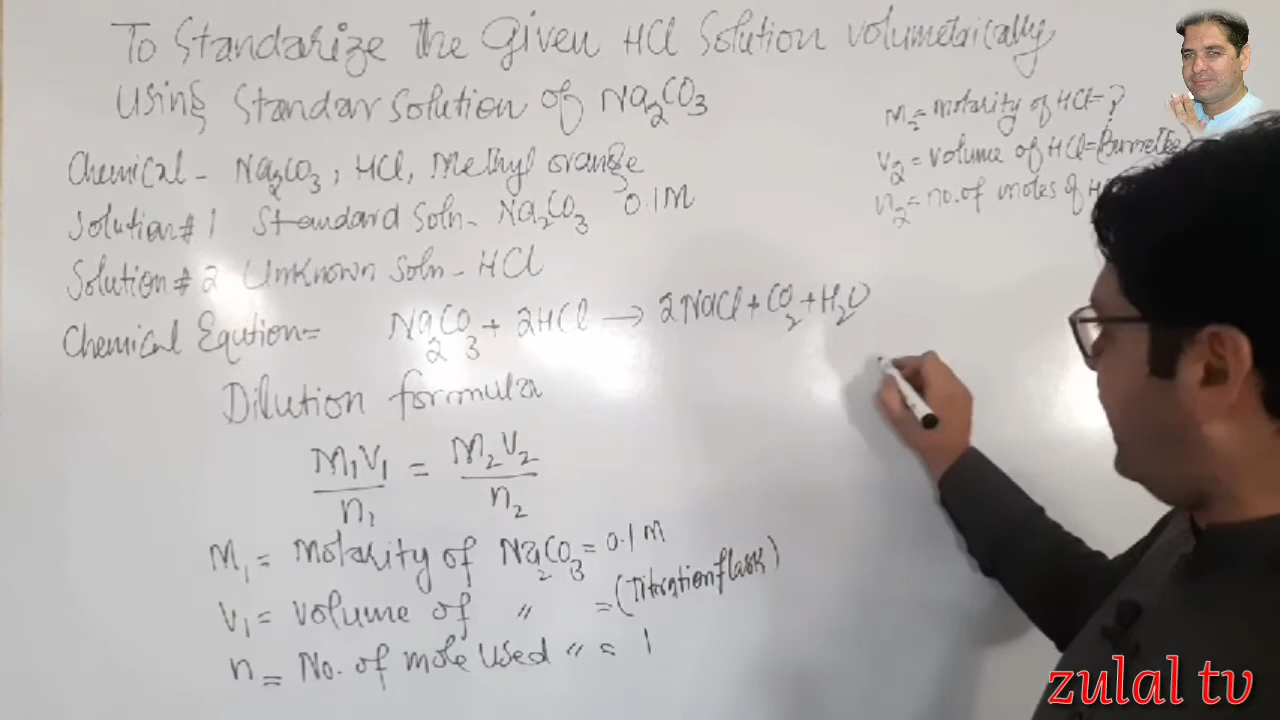 To Standarize the Given HCl Solution volumetrically
Using Standar Solution of Na2CO3
Chemical - Na2CO3, HCl, Methyl orange
Solution # 1 Standard Soln - Na2CO3 0.1M
Solution # 2 Unknown Soln - HCl
Chemical Eqution = Na2CO3 + 2HCl → 2NaCl + CO2 + H2O
Dilution formula
M1V1/n1 = M2V2/n2
M1 = Molarity of Na2CO3 = 0.1M
V1 = Volume of " = (Titration flask)
n = No. of mole used " = 1
M2 = Molarity of HCl = ?
V2 = Volume of HCl = (Burrette
n2 = no. of moles of
zulal tv